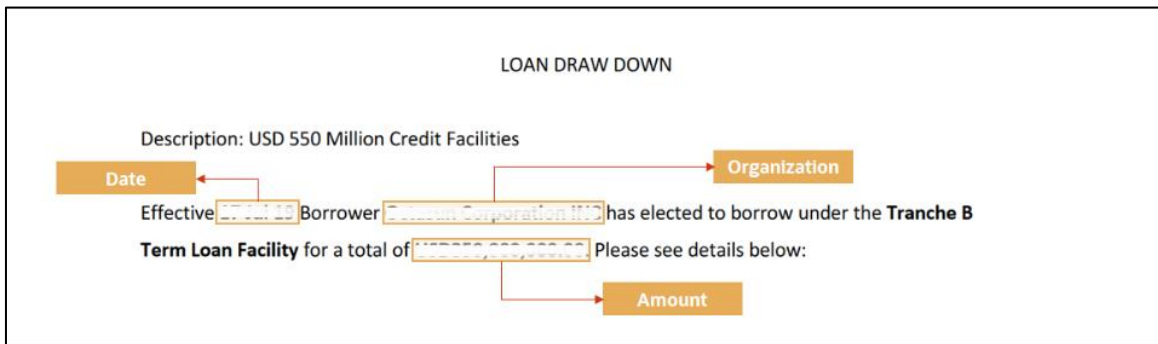 LOAN DRAW DOWN
Description: USD 550 Million Credit Facilities
Organization
Date
Effective Borrower Corporation has elected to borrow under the Tranche B
Term Loan Facility for a total of Please see details below:
Amount